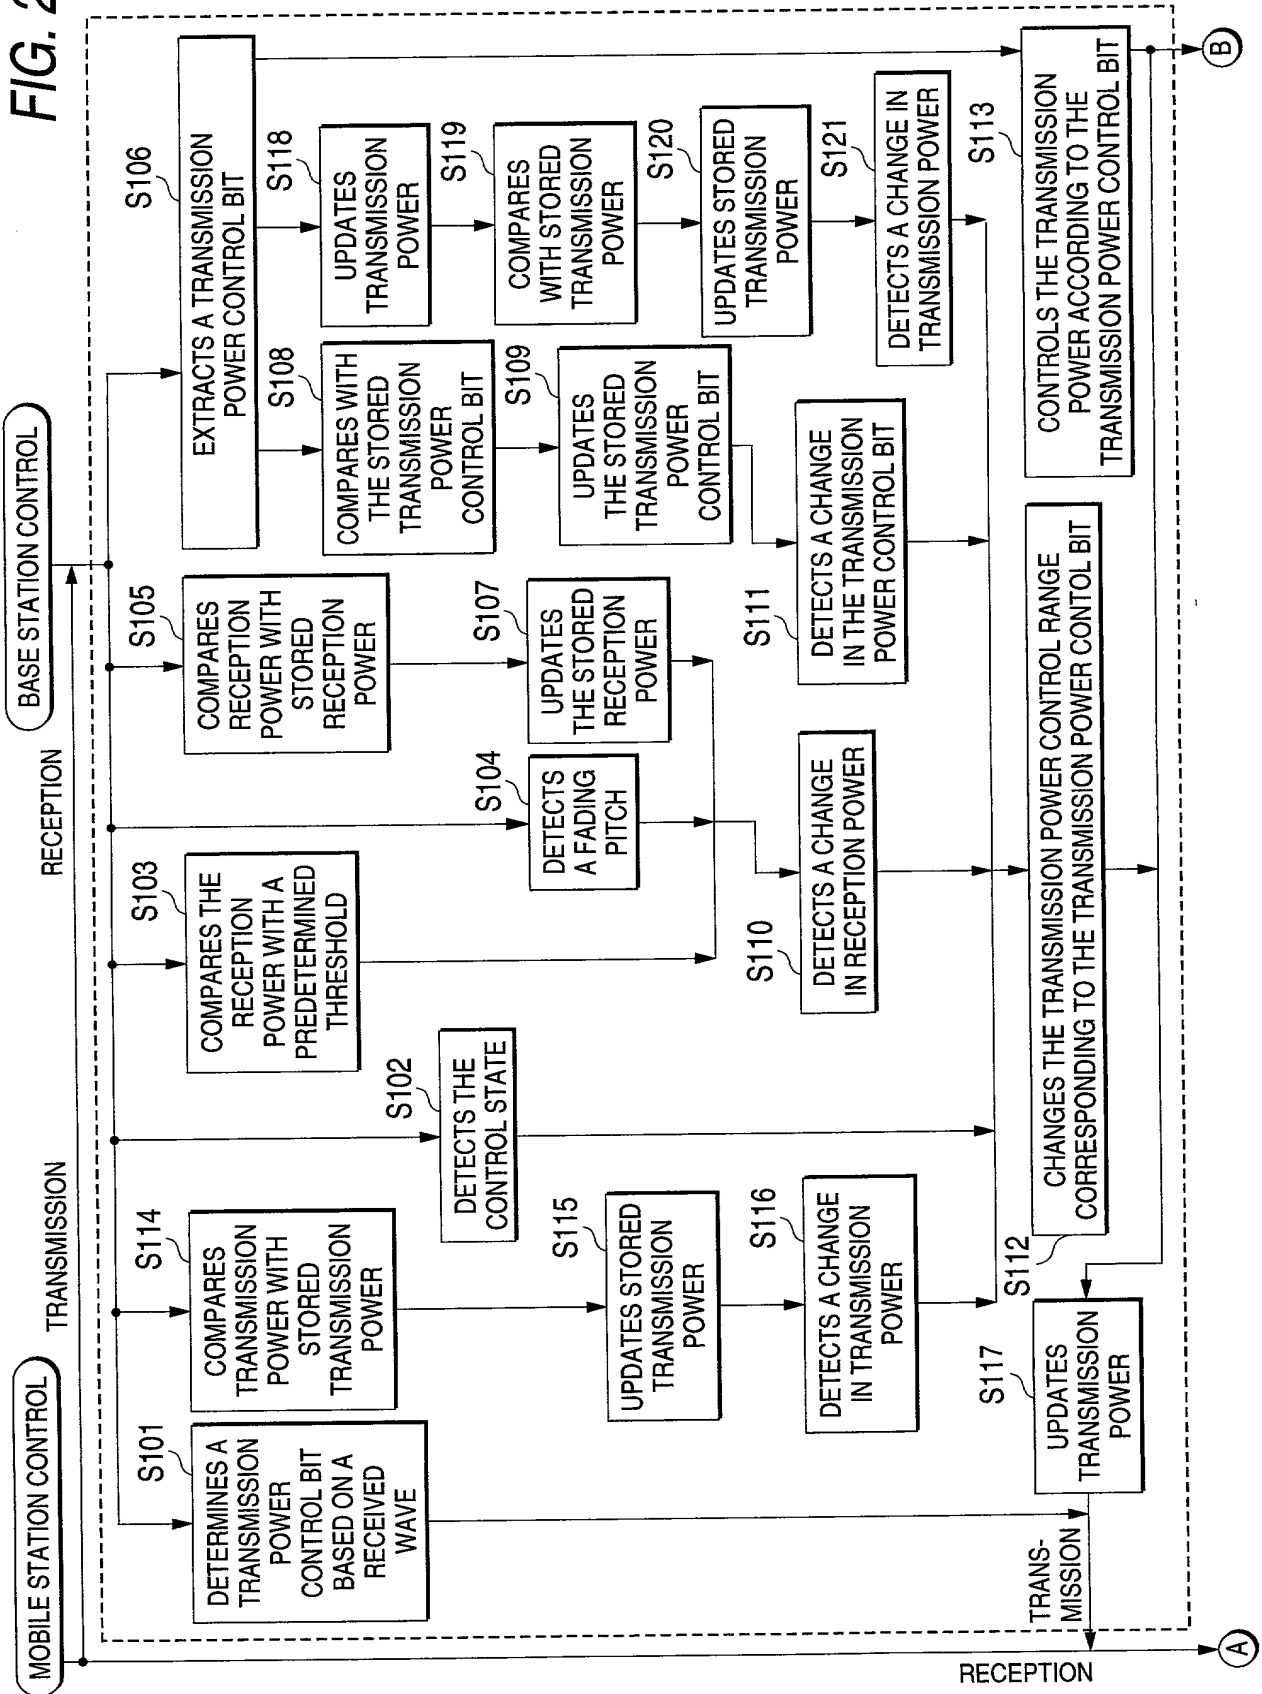 FIG. 2
MOBILE STATION CONTROL
TRANSMISSION
RECEPTION
BASE STATION CONTROL
S101
DETERMINES A
TRANSMISSION
POWER
CONTROL BIT
BASED ON A
RECEIVED
WAVE
S114
COMPARES
TRANSMISSION
POWER WITH
STORED
TRANSMISSION
POWER
S102
DETECTS THE
CONTROL STATE
S103
COMPARES THE
RECEPTION
POWER WITH A
PREDETERMINED
THRESHOLD
S104
DETECTS
A FADING
PITCH
S105
COMPARES
RECEPTION
POWER WITH
STORED
RECEPTION
POWER
S106
EXTRACTS A TRANSMISSION
POWER CONTROL BIT
S107
UPDATES
THE STORED
RECEPTION
POWER
S108
COMPARES WITH
THE STORED
TRANSMISSION
POWER
CONTROL BIT
S118
UPDATES
TRANSMISSION
POWER
S119
COMPARES
WITH STORED
TRANSMISSION
POWER
S109
UPDATES
THE STORED
TRANSMISSION
POWER
CONTROL BIT
S120
UPDATES STORED
TRANSMISSION
POWER
S115
UPDATES STORED
TRANSMISSION
POWER
S116
DETECTS A CHANGE
IN TRANSMISSION
POWER
S110
DETECTS A CHANGE
IN RECEPTION POWER
S111
DETECTS A CHANGE
IN THE TRANSMISSION
POWER CONTROL BIT
S121
DETECTS A CHANGE IN
TRANSMISSION POWER
S112
CHANGES THE TRANSMISSION POWER CONTROL RANGE
CORRESPONDING TO THE TRANSMISSION POWER CONTOL BIT
S113
CONTROLS THE TRANSMISSION
POWER ACCORDING TO THE
TRANSMISSION POWER CONTROL BIT
S117
UPDATES
TRANSMISSION
POWER
TRANS-
MISSION
RECEPTION
A
B